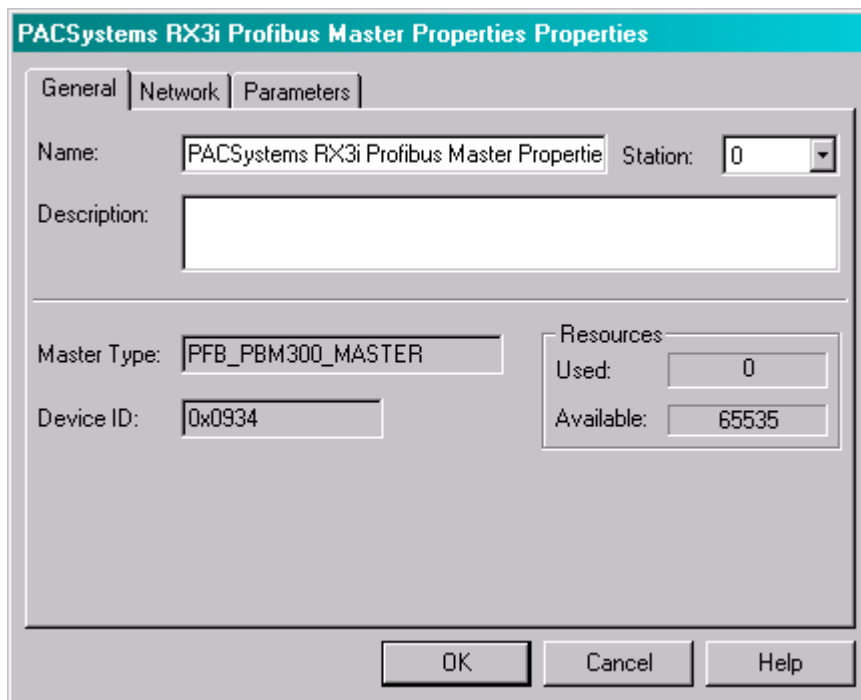 PACSystems RX3i Profibus Master Properties Properties
General Network Parameters
Name: PACSystems RX3i Profibus Master Propertie Station: 0
Description:
Resources
Master Type: PFB_PBM300_MASTER Used: 0
Device ID: 0x0934 Available: 65535
OK Cancel Help